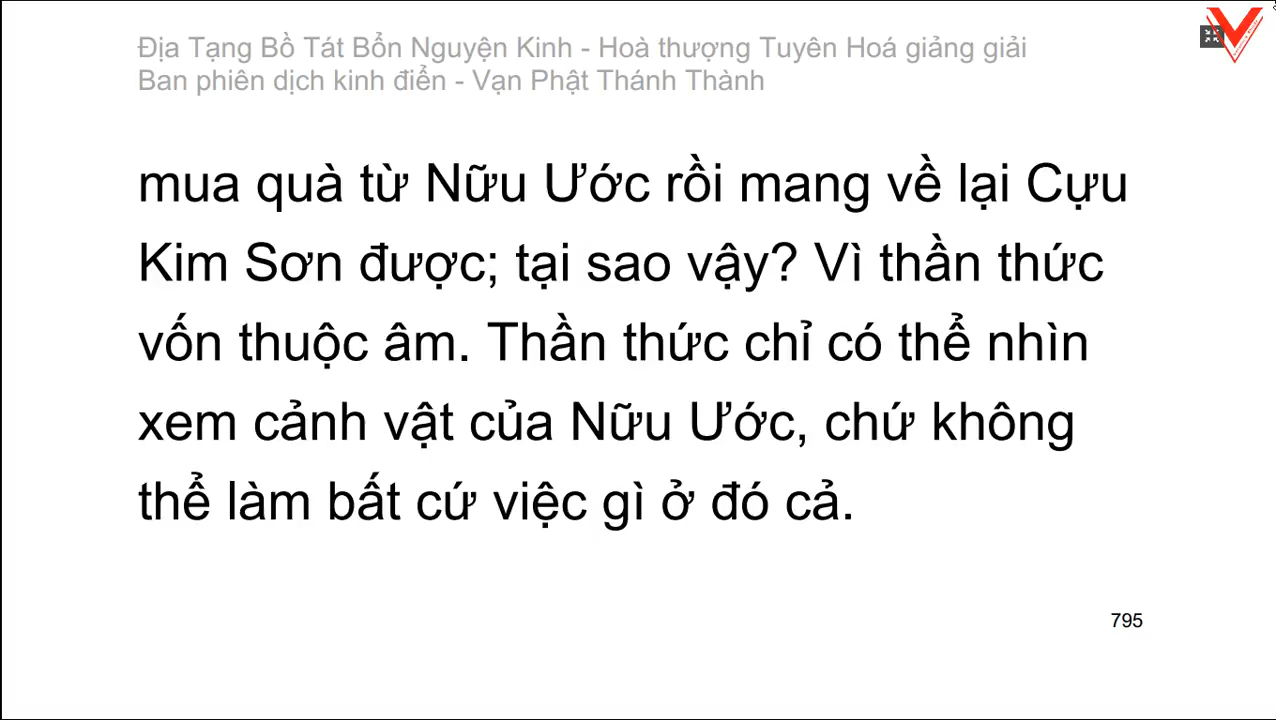 Địa Tạng Bồ Tát Bổn Nguyện Kinh - Hoà thượng Tuyên Hoá giảng giải
Ban phiên dịch kinh điển - Vạn Phật Thánh Thành
mua quà từ Nữu Ước rồi mang về lại Cựu
Kim Sơn được; tại sao vậy? Vì thần thức
vốn thuộc âm. Thần thức chỉ có thể nhìn
xem cảnh vật của Nữu Ước, chứ không
thể làm bất cứ việc gì ở đó cả.
795